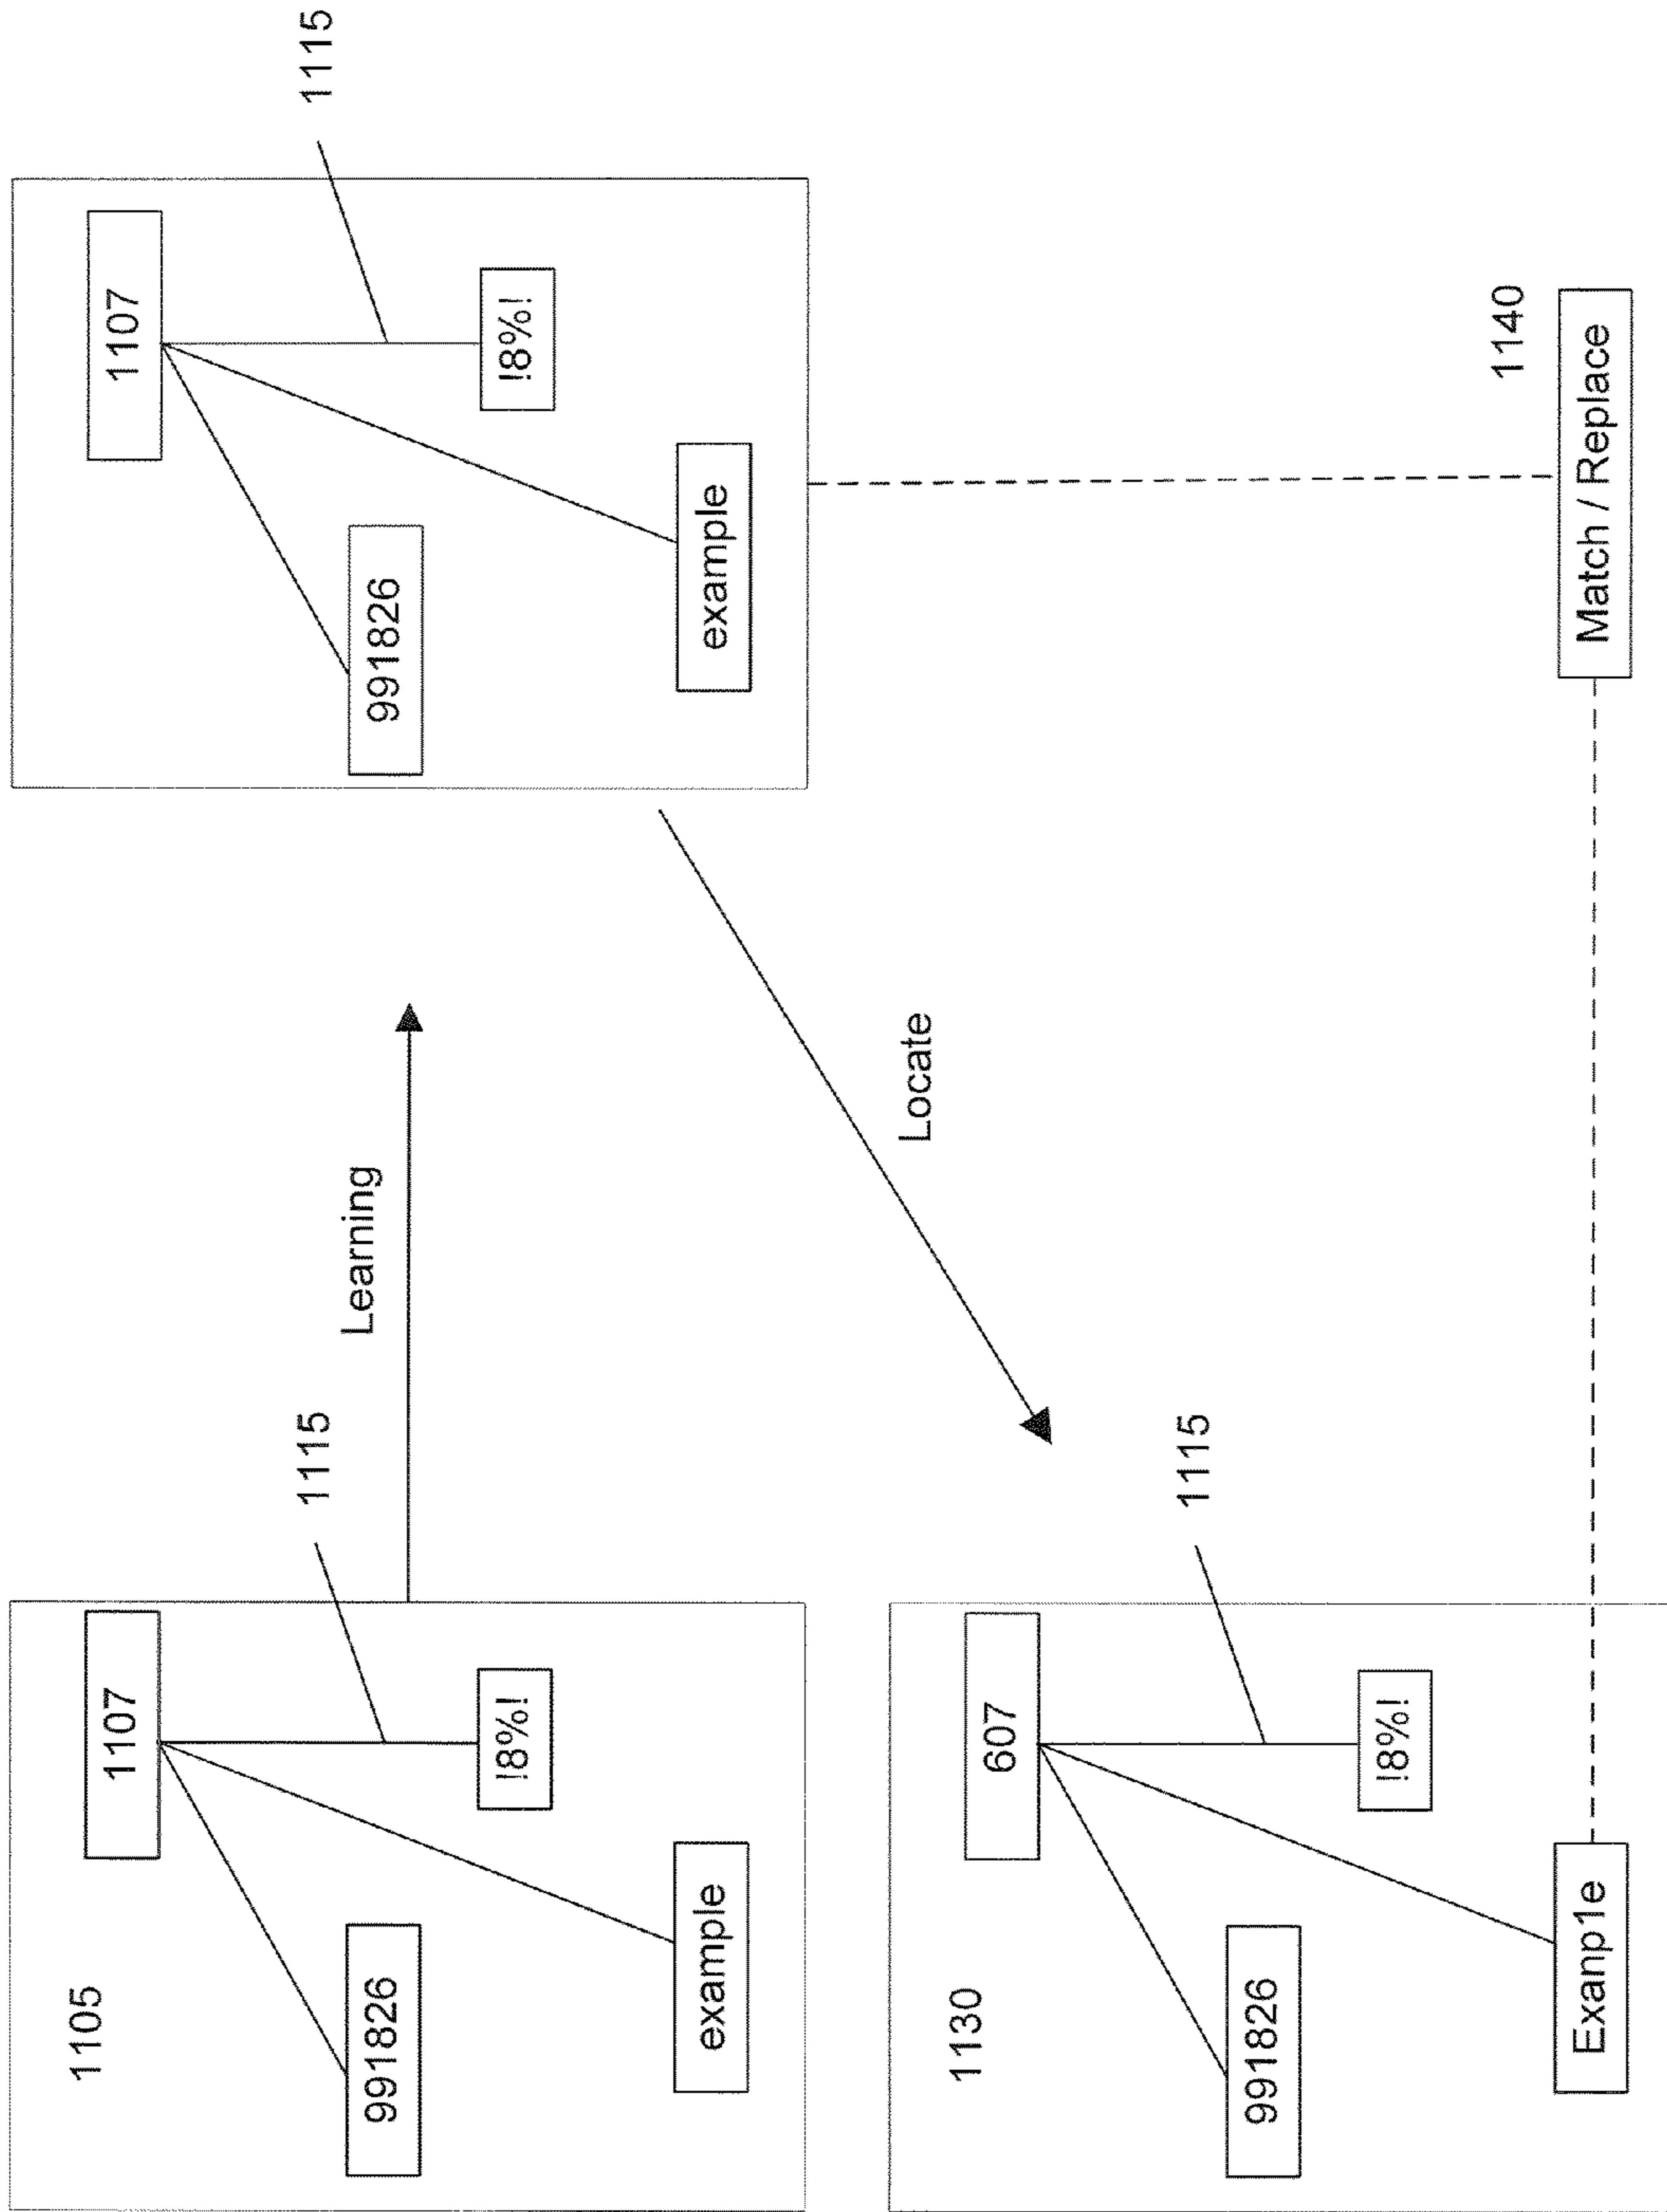 1105
1107
1115
991826
!8%!
example
Learning
1107
1115
991826
!8%!
example
Locate
1130
607
1115
991826
!8%!
Exanp1e
1140
Match / Replace